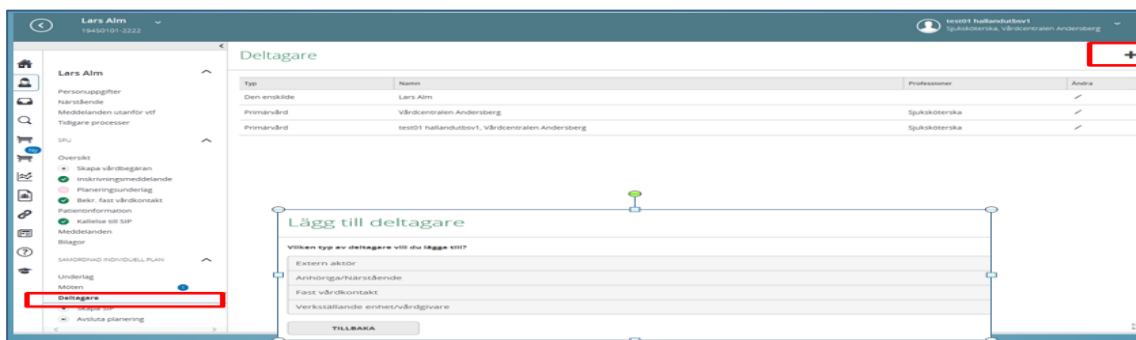 Lars Alm
19450101-2222
test01 hallandutbsv1
Sjuksköterska, Vårdcentralen Andersberg
Lars Alm
Personuppgifter
Närstående
Meddelanden utanför vtf
Tidigare processer
SPU
Översikt
Skapa vårdbegäran
Inskrivningsmeddelande
Planeringsunderlag
Bekr. fast vårdkontakt
Patientinformation
Kallelse till SIP
Meddelanden
Bilagor
SAMORDNAD INDIVIDUELL PLAN
Underlag
Möten
Deltagare
Skapa SIP
Avsluta planering
Ny
Deltagare
Typ Namn Professioner Ändra
Den enskilde Lars Alm
Primärvård Vårdcentralen Andersberg Sjuksköterska
Primärvård test01 hallandutbsv1, Vårdcentralen Andersberg Sjuksköterska
Lägg till deltagare
Vilken typ av deltagare vill du lägga till?
Extern aktör
Anhöriga/Närstående
Fast vårdkontakt
Verkställande enhet/vårdgivare
TILLBAKA